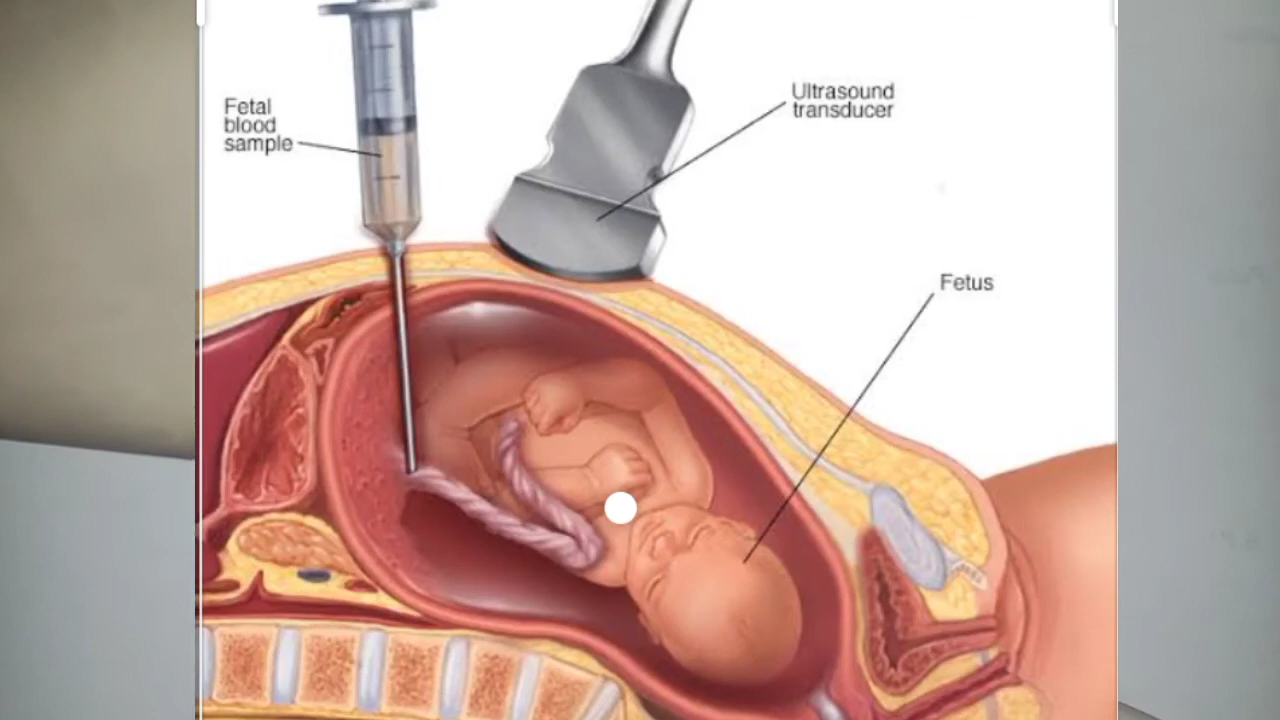 Fetal
blood
sample
Ultrasound
transducer
Fetus